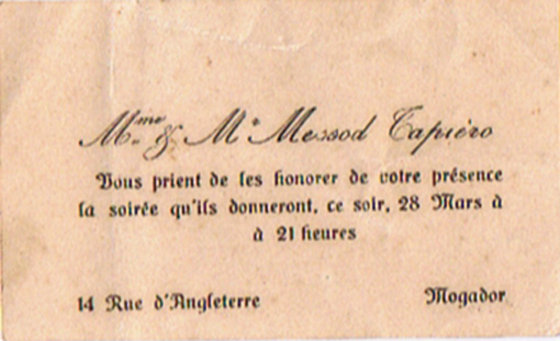 Mme & Mr Messod Tapiéro
Vous prient de les honorer de votre présence
la soirée qu'ils donneront, ce soir, 28 Mars à
à 21 heures
14 Rue d'Angleterre
Mogador